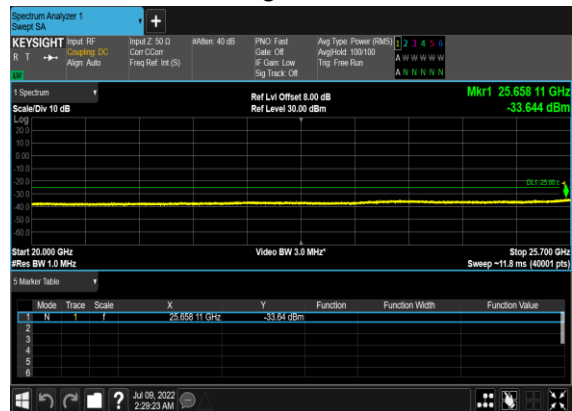 Spectrum Analyzer 1
Swept SA
+
KEYSIGHT Input: RF Input Z: 50 Ω #Atten: 40 dB PNO: Fast Avg Type: Power (RMS) 1 2 3 4 5 6
R T Coupling: DC Corr CCorr Gate: Off Avg|Hold: 100/100 A W W W W W
Align: Auto Freq Ref: Int (S) IF Gain: Low Trig: Free Run
Sig Track: Off A N N N N N
1 Spectrum Ref Lvl Offset 8.00 dB Mkr1 25.658 11 GHz
Scale/Div 10 dB Ref Level 30.00 dBm -33.644 dBm
Log
20.0
10.0
0.00
-10.0
-20.0
-30.0
-40.0
-50.0
-60.0
1
Start 20.000 GHz Video BW 3.0 MHz* Stop 25.700 GHz
#Res BW 1.0 MHz Sweep ~11.8 ms (40001 pts)
5 Marker Table
Mode Trace Scale X Y Function Function Width Function Value
1 N 1 f 25.658 11 GHz -33.64 dBm
2
3
4
5
6
? Jul 09, 2022
2:29:23 AM